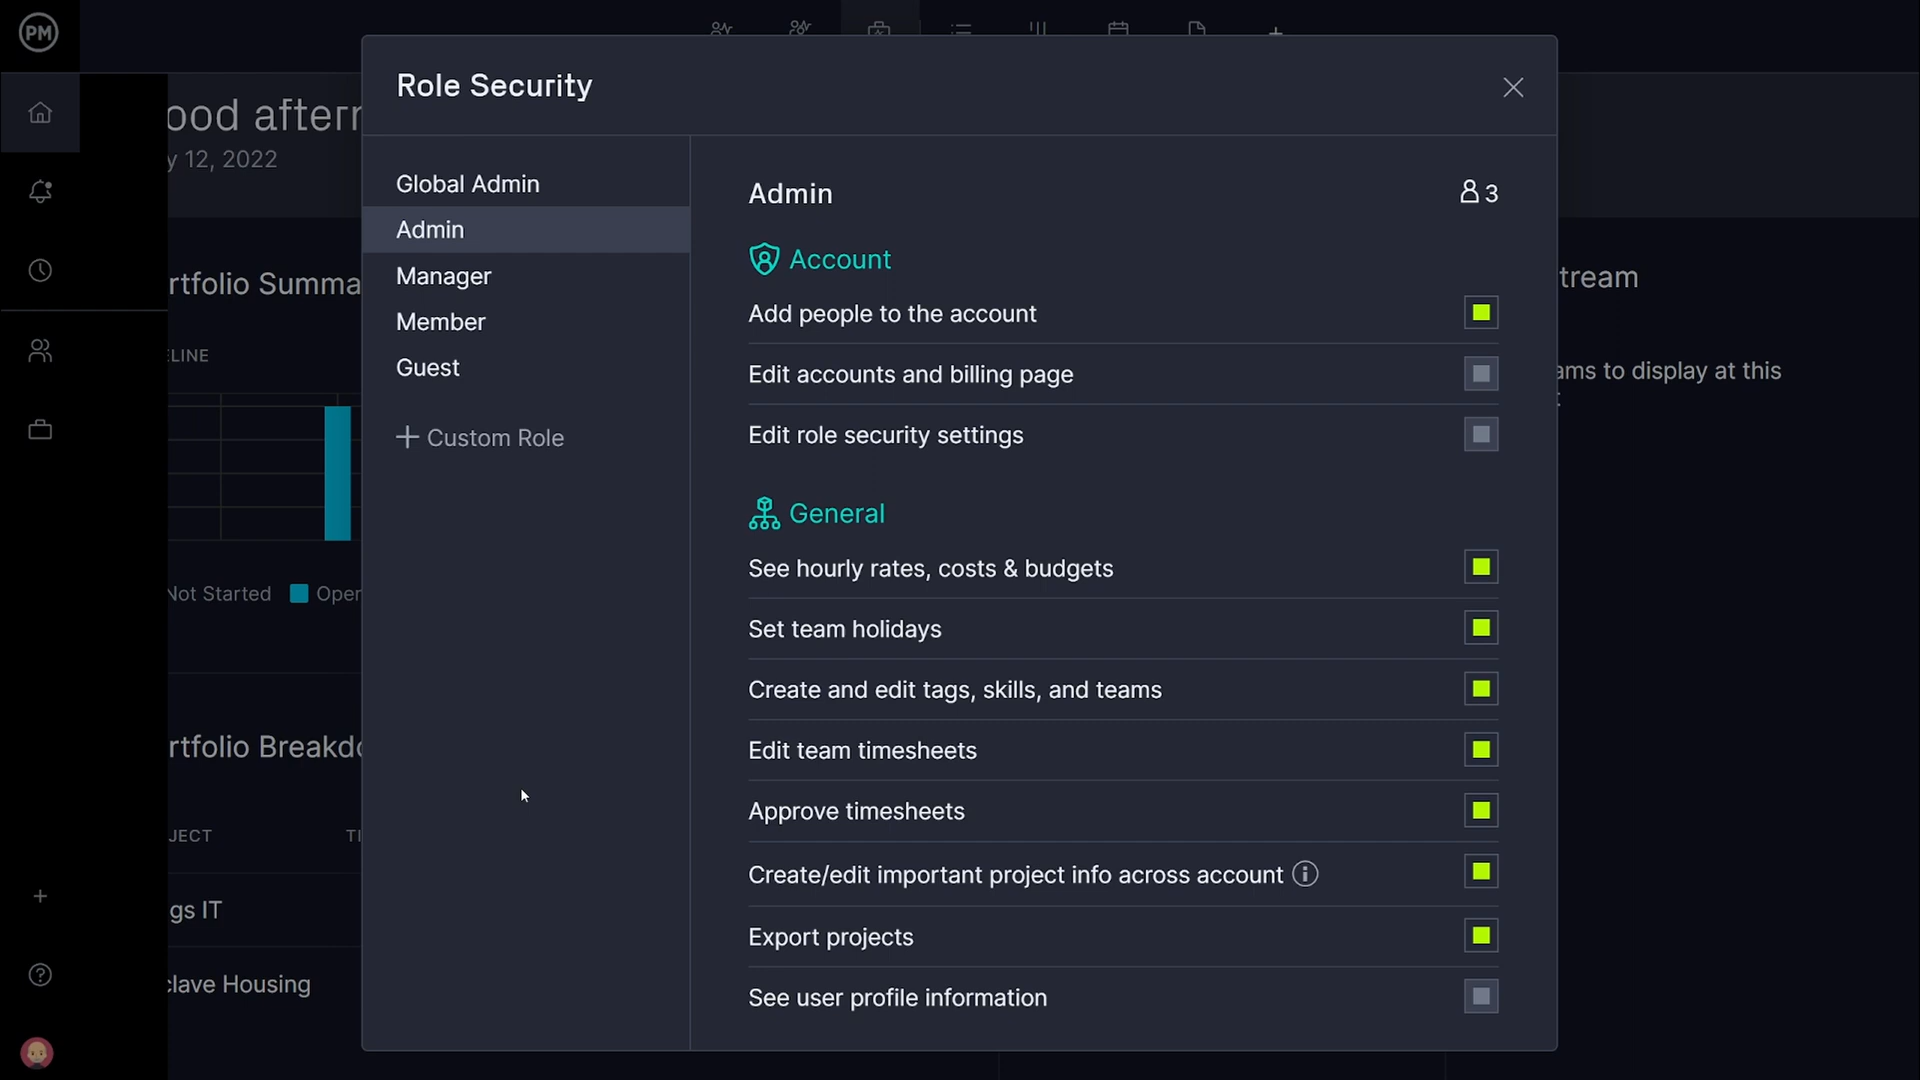 PM
Role Security
ood afterr
y 12, 2022
Global Admin
Admin
Manager
Member
Guest
+ Custom Role
Admin
3
Account
Add people to the account
Edit accounts and billing page
Edit role security settings
General
See hourly rates, costs & budgets
Set team holidays
Create and edit tags, skills, and teams
Edit team timesheets
Approve timesheets
Create/edit important project info across account
Export projects
See user profile information
rtfolio Summa
ELINE
Not Started
Oper
rtfolio Breakdo
JECT
TI
gs IT
clave Housing
tream
ams to display at this